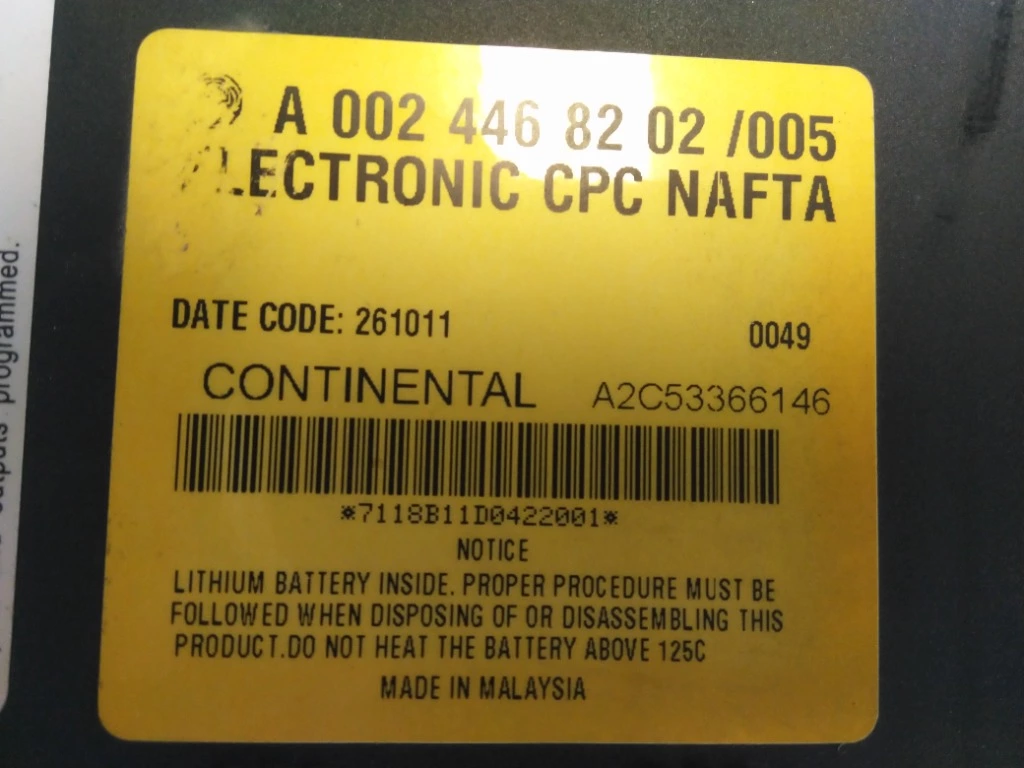 A 002 446 82 02 /005
ELECTRONIC CPC NAFTA
DATE CODE: 261011
0049
CONTINENTAL A2C53366146
*7118B11D0422001*
NOTICE
LITHIUM BATTERY INSIDE. PROPER PROCEDURE MUST BE
FOLLOWED WHEN DISPOSING OF OR DISASSEMBLING THIS
PRODUCT.DO NOT HEAT THE BATTERY ABOVE 125C
MADE IN MALAYSIA
programmed.